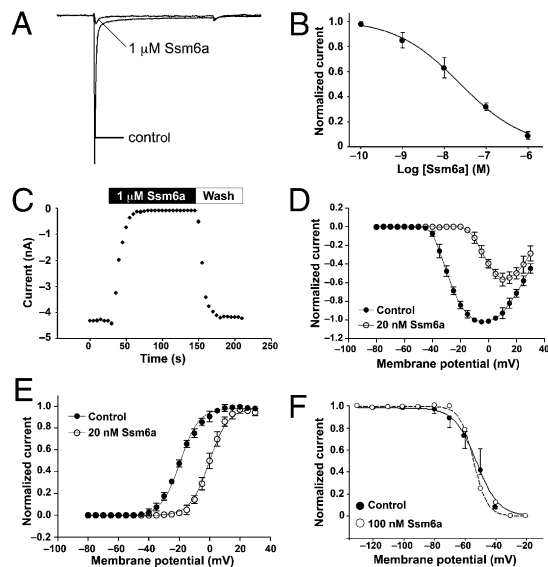 A
1 μM Ssm6a
control
B
Normalized current
1.0
0.8
0.6
0.4
0.2
0
−10
−9
−8
−7
−6
Log [Ssm6a] (M)
C
1 μM Ssm6a
Wash
Current (nA)
0
−1
−2
−3
−4
−5
−50
0
50
100
150
200
250
Time (s)
D
Normalized current
0.2
0.0
−0.2
−0.4
−0.6
−0.8
−1.0
−1.2
Control
20 nM Ssm6a
−100
−80
−60
−40
−20
0
20
40
Membrane potential (mV)
E
Normalized current
1.0
0.8
0.6
0.4
0.2
0.0
−0.2
Control
20 nM Ssm6a
−100
−80
−60
−40
−20
0
20
40
Membrane potential (mV)
F
Normalized current
1.0
0.8
0.6
0.4
0.2
0.0
Control
100 nM Ssm6a
−120
−100
−80
−60
−40
−20
Membrane potential (mV)